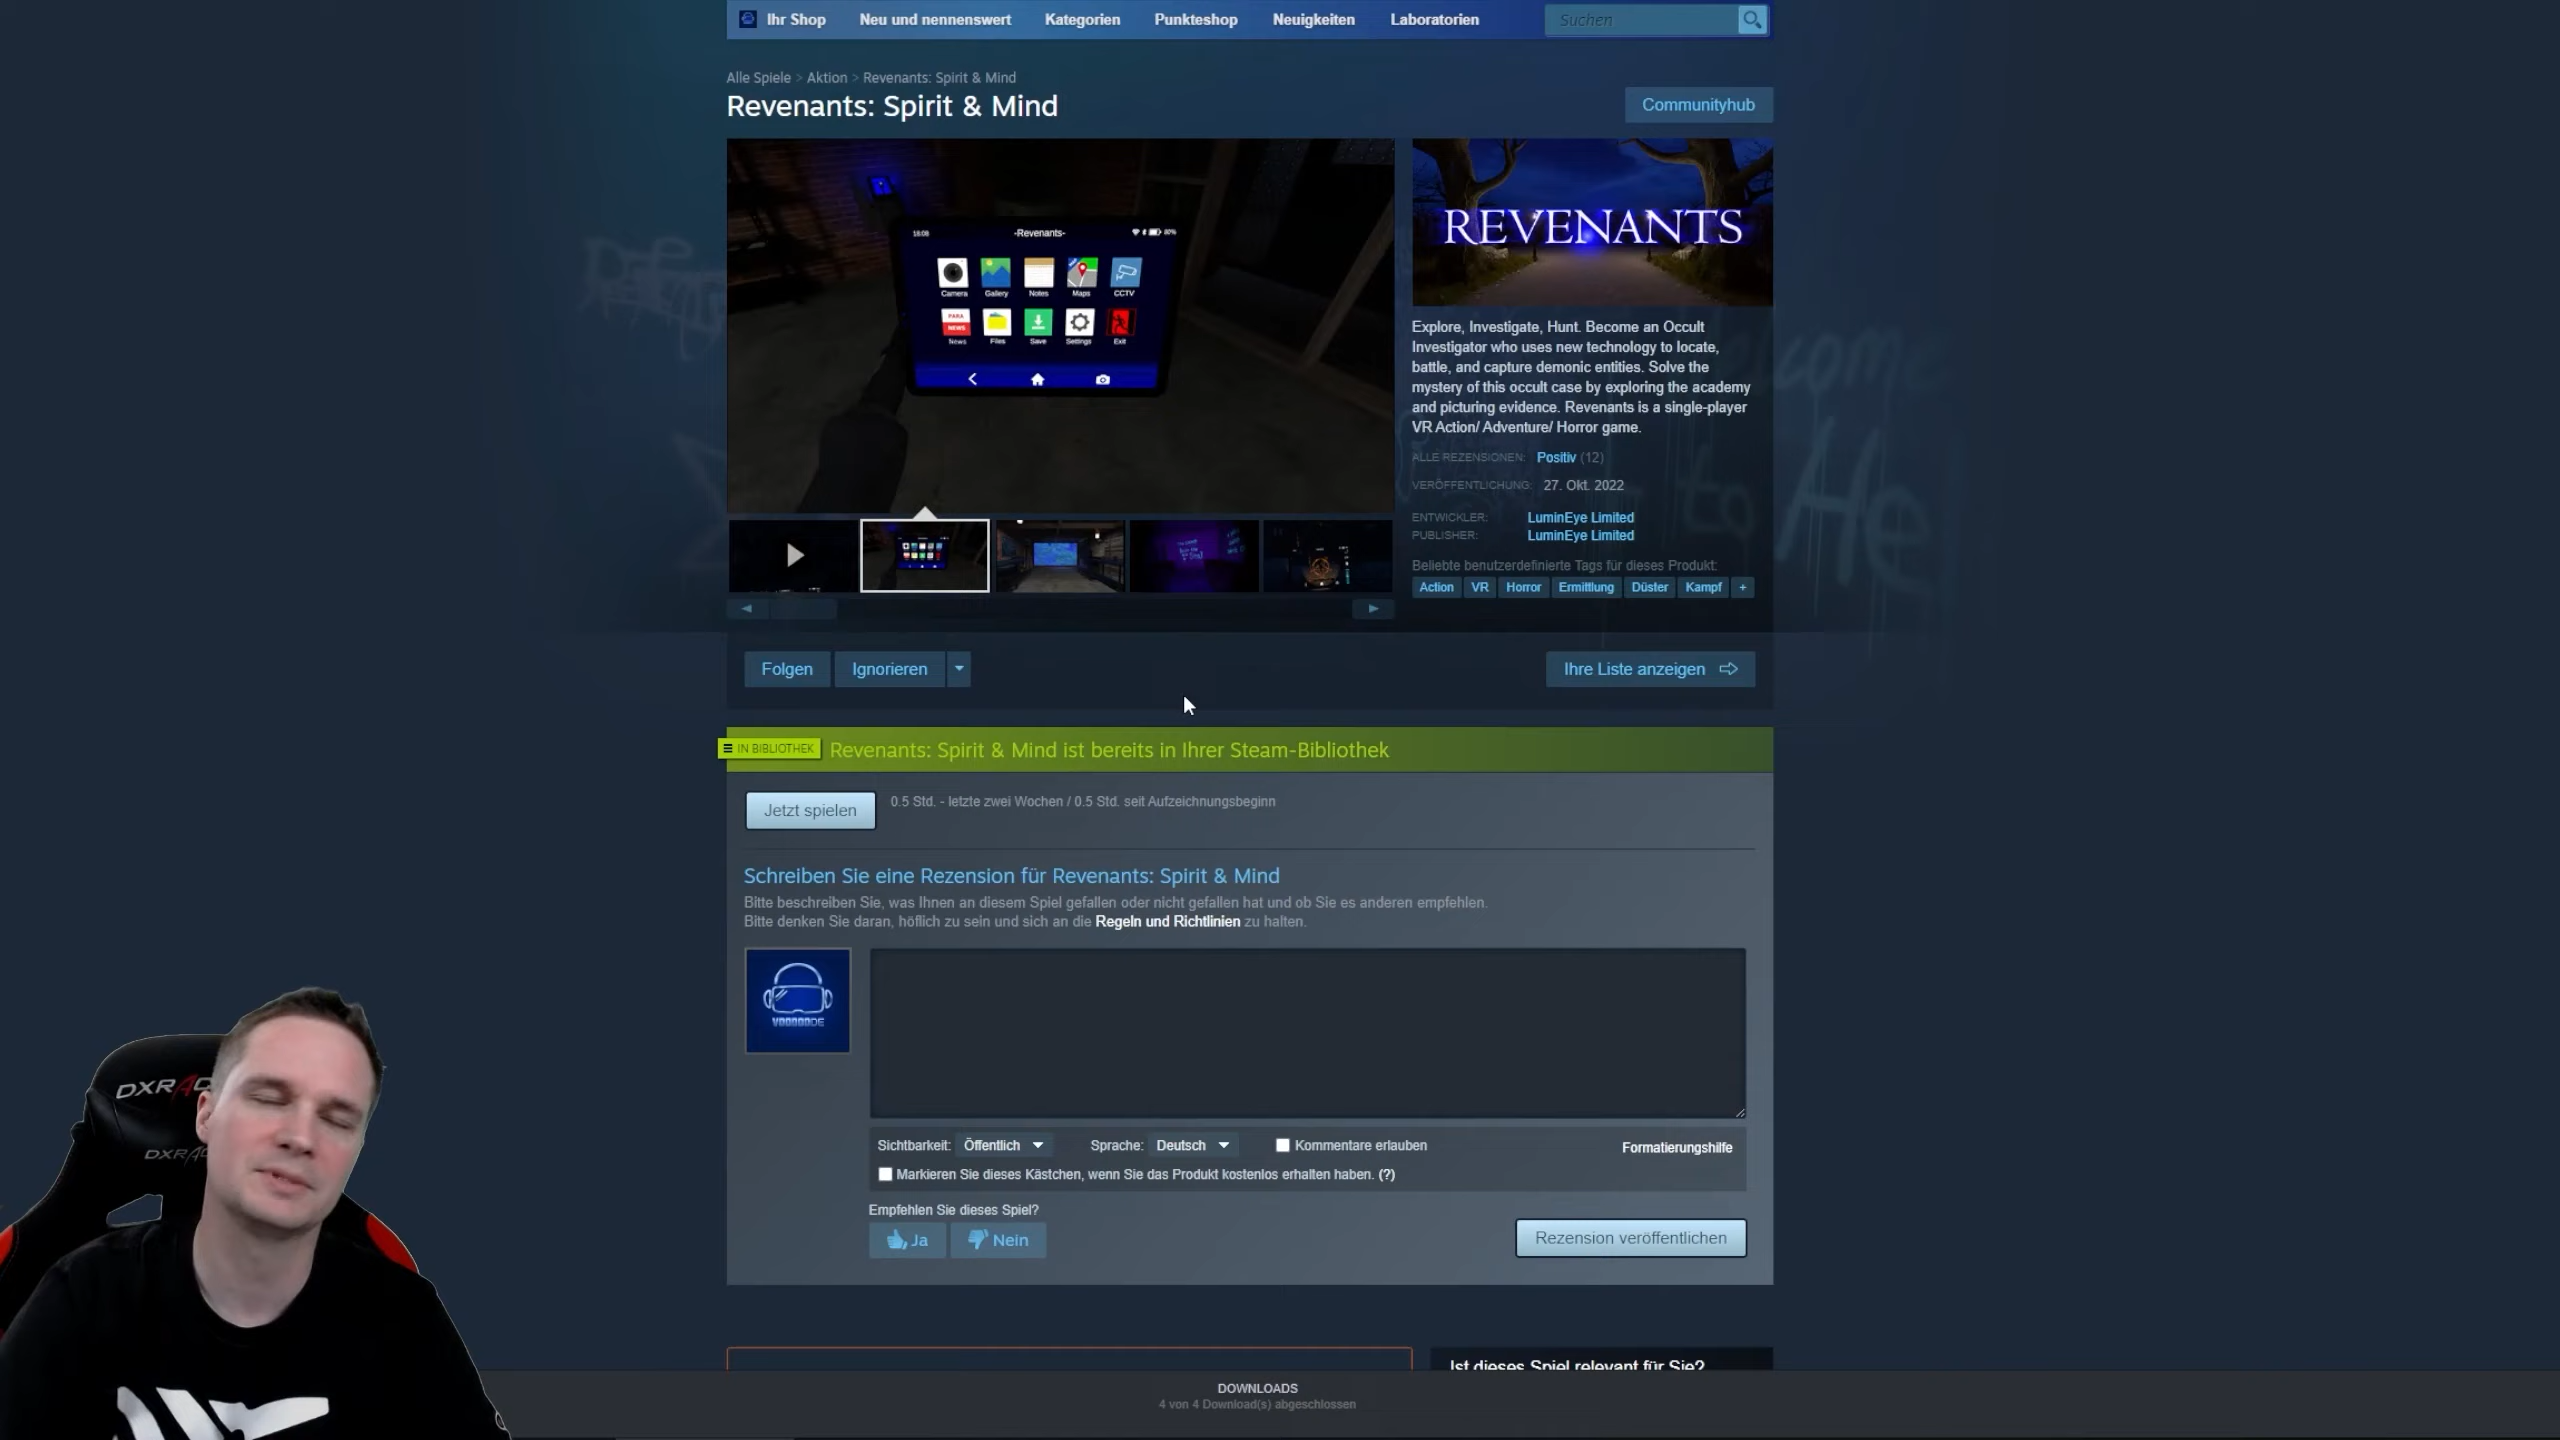 Ihr Shop Neu und nennenswert Kategorien Punkteshop Neuigkeiten Laboratorien Suchen
Alle Spiele > Aktion > Revenants: Spirit & Mind
Revenants: Spirit & Mind
Communityhub
18:08 -Revenants- 80%
Camera Gallery Notes Maps CCTV
PARA NEWS
News Files Save Settings Exit
REVENANTS
Explore, Investigate, Hunt. Become an Occult
Investigator who uses new technology to locate,
battle, and capture demonic entities. Solve the
mystery of this occult case by exploring the academy
and picturing evidence. Revenants is a single-player
VR Action/ Adventure/ Horror game.
ALLE REZENSIONEN: Positiv (12)
VERÖFFENTLICHUNG: 27. Okt. 2022
ENTWICKLER: LuminEye Limited
PUBLISHER: LuminEye Limited
Beliebte benutzerdefinierte Tags für dieses Produkt:
Action VR Horror Ermittlung Düster Kampf +
come
to He
Folgen Ignorieren Ihre Liste anzeigen
IN BIBLIOTHEK Revenants: Spirit & Mind ist bereits in Ihrer Steam-Bibliothek
Jetzt spielen 0.5 Std. - letzte zwei Wochen / 0.5 Std. seit Aufzeichnungsbeginn
Schreiben Sie eine Rezension für Revenants: Spirit & Mind
Bitte beschreiben Sie, was Ihnen an diesem Spiel gefallen oder nicht gefallen hat und ob Sie es anderen empfehlen.
Bitte denken Sie daran, höflich zu sein und sich an die Regeln und Richtlinien zu halten.
VOODOODE
Sichtbarkeit: Öffentlich Sprache: Deutsch Kommentare erlauben Formatierungshilfe
Markieren Sie dieses Kästchen, wenn Sie das Produkt kostenlos erhalten haben. (?)
Empfehlen Sie dieses Spiel?
Ja Nein Rezension veröffentlichen
Ist dieses Spiel relevant für Sie?
DOWNLOADS
4 von 4 Download(s) abgeschlossen